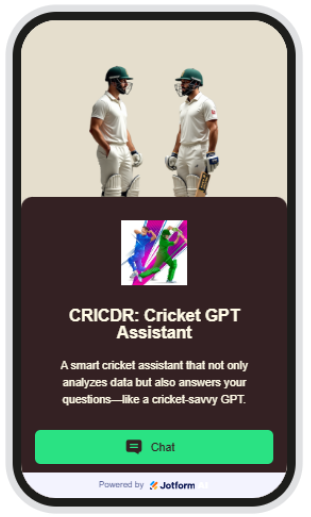 CRICDR: Cricket GPT
Assistant
A smart cricket assistant that not only
analyzes data but also answers your
questions—like a cricket-savvy GPT.
Chat
Powered by Jotform AI